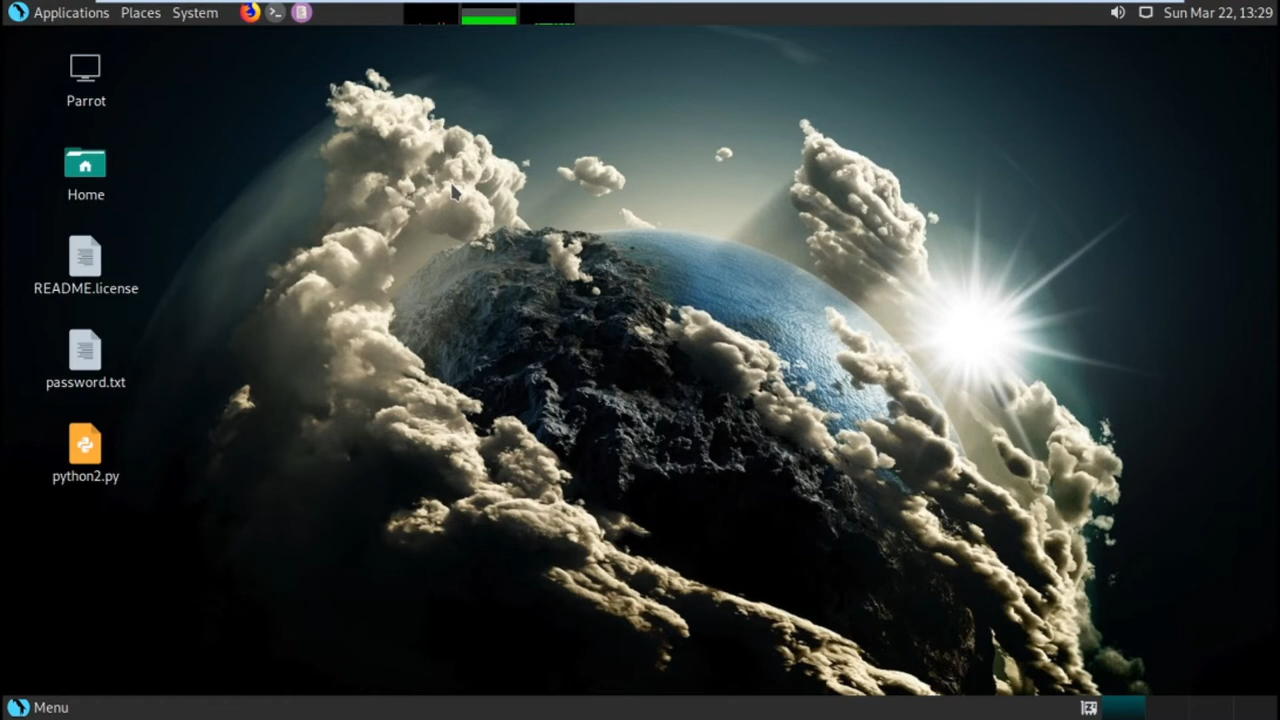 Applications Places System
Sun Mar 22, 13:29
Parrot
Home
README.license
password.txt
python2.py
Menu